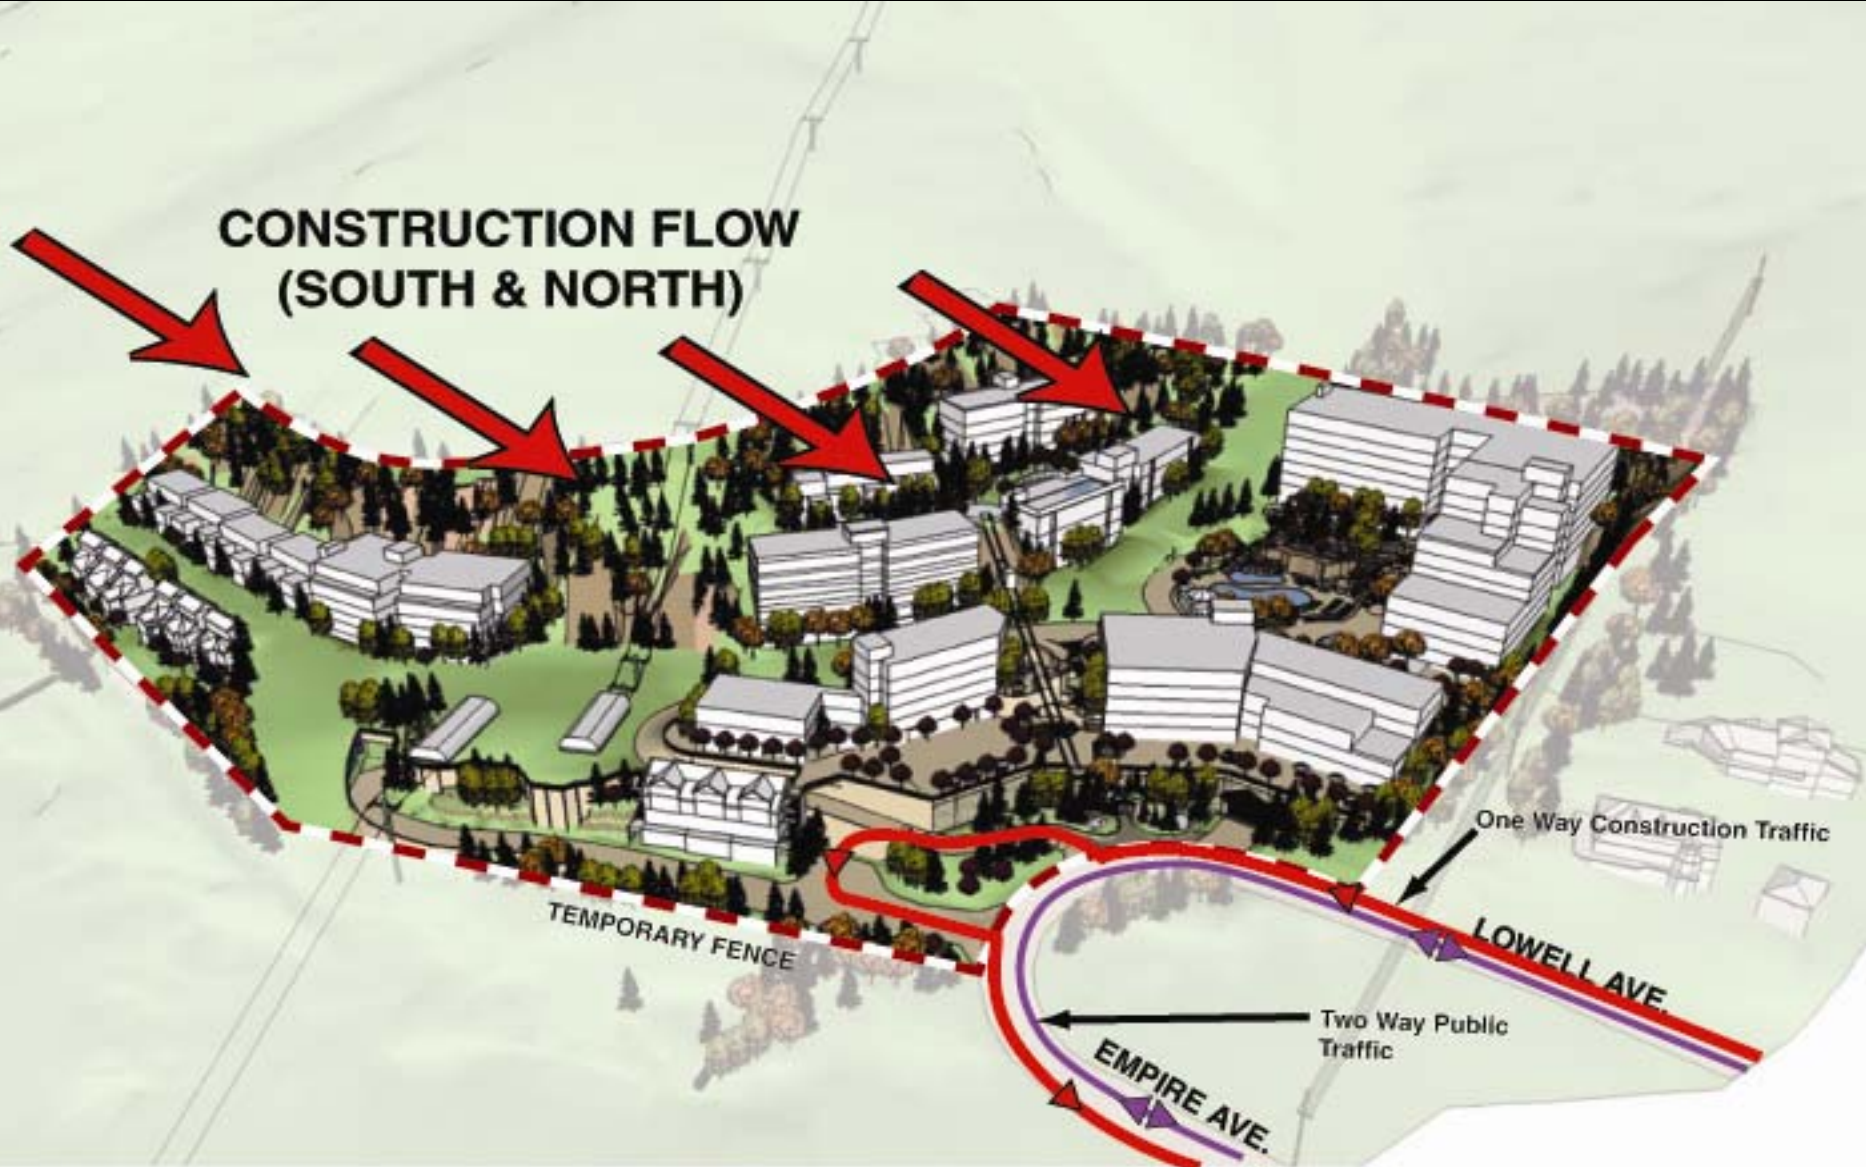 CONSTRUCTION FLOW
(SOUTH & NORTH)
One Way Construction Traffic
LOWELL AVE.
TEMPORARY FENCE
Two Way Public
Traffic
EMPIRE AVE.